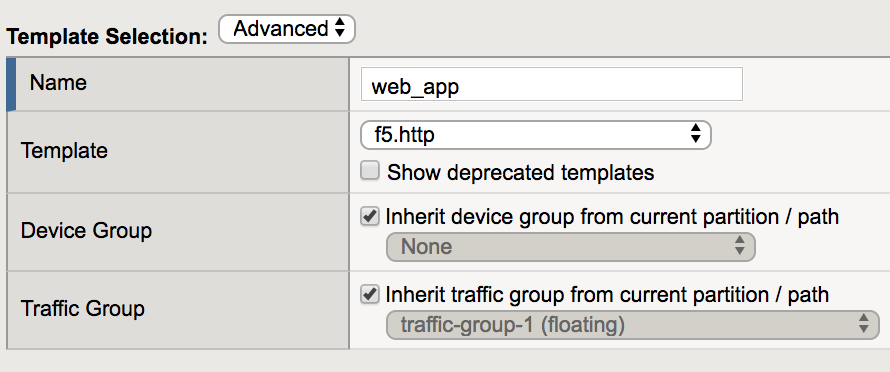 Template Selection: Advanced
Name web_app
Template f5.http
Show deprecated templates
Device Group Inherit device group from current partition / path
None
Traffic Group Inherit traffic group from current partition / path
traffic-group-1 (floating)